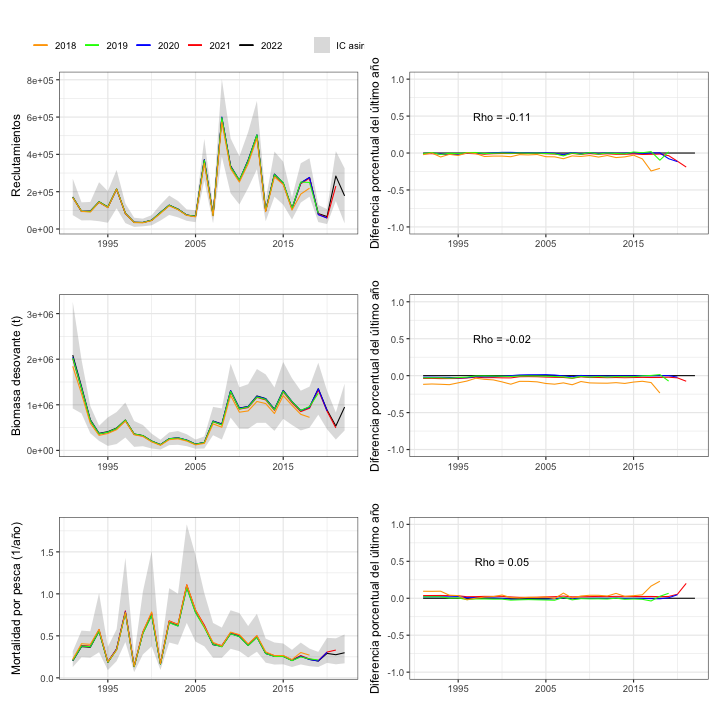 2018 2019 2020 2021 2022 IC asir
Reclutamientos
8e+05
6e+05
4e+05
2e+05
0e+00
1995 2005 2015
Diferencia porcentual del último año
1.0
0.5
0.0
-0.5
-1.0
Rho = -0.11
1995 2005 2015
Biomasa desovante (t)
3e+06
2e+06
1e+06
0e+00
1995 2005 2015
Diferencia porcentual del último año
1.0
0.5
0.0
-0.5
-1.0
Rho = -0.02
1995 2005 2015
Mortalidad por pesca (1/año)
1.5
1.0
0.5
0.0
1995 2005 2015
Diferencia porcentual del último año
1.0
0.5
0.0
-0.5
-1.0
Rho = 0.05
1995 2005 2015